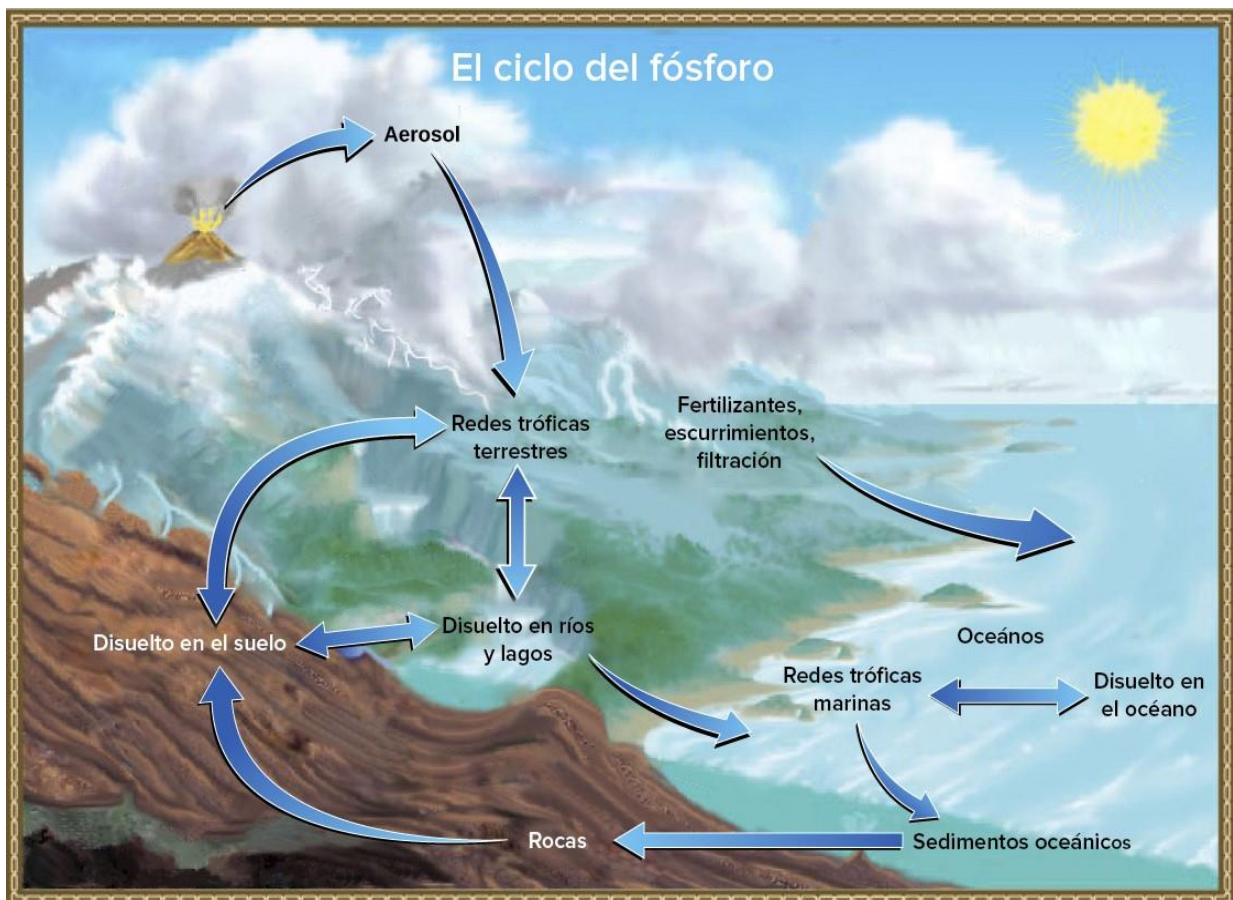 El ciclo del fósforo
Aerosol
Redes tróficas
terrestres
Fertilizantes,
escurrimientos,
filtración
Disuelto en el suelo
Disuelto en ríos
y lagos
Oceános
Redes tróficas
marinas
Disuelto en
el océano
Rocas
Sedimentos oceánicos